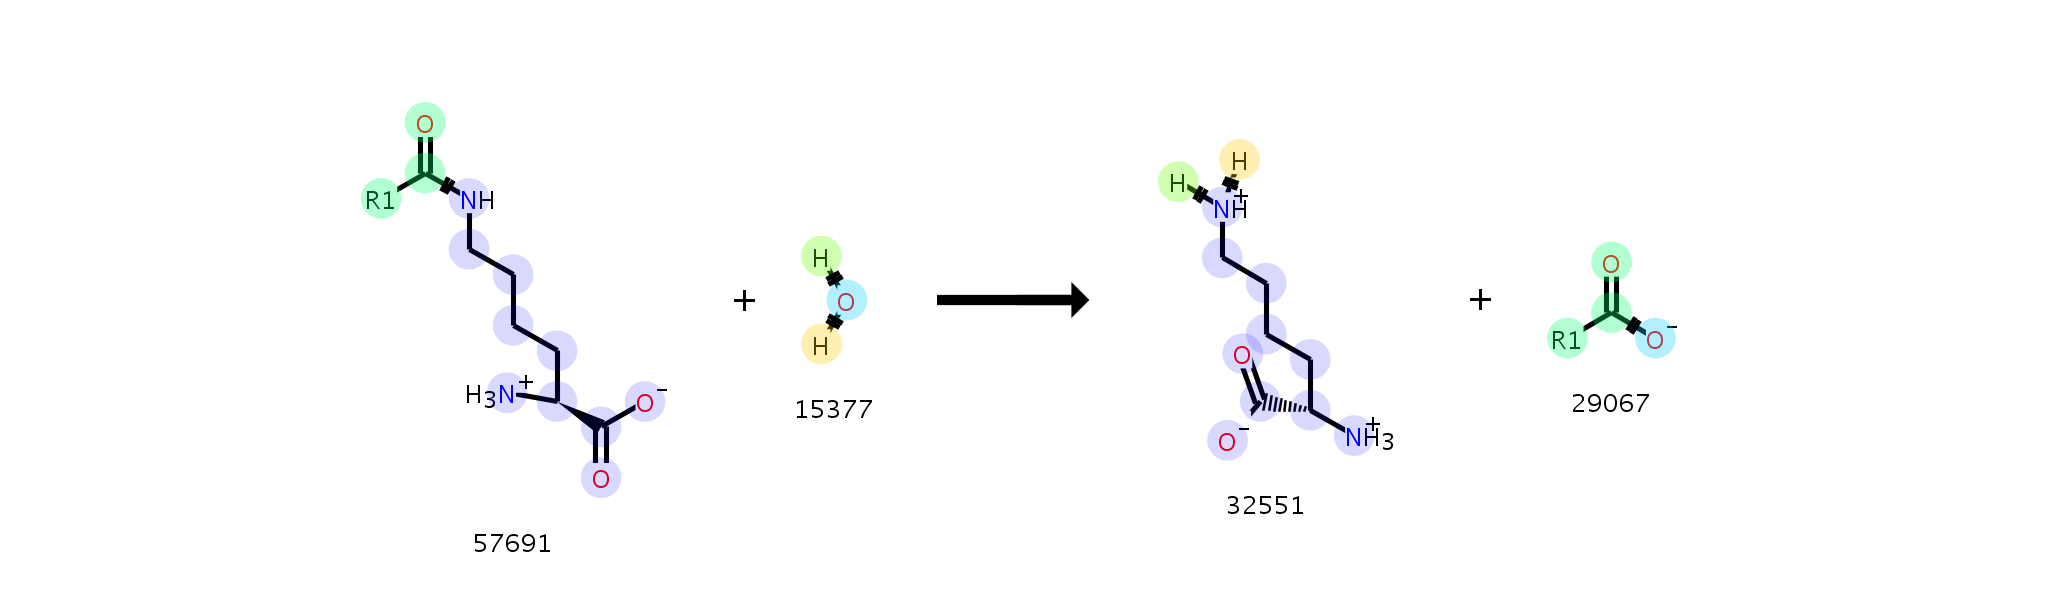 O
R1
NH
H3N+
O-
O
57691
+
H
O
H
15377
H
H
NH+
O
O-
NH3+
32551
+
O
R1
O-
29067